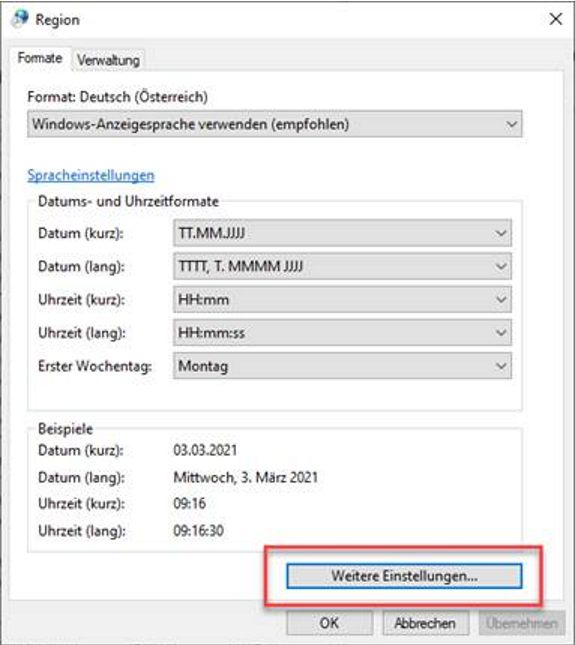 Region
Formate Verwaltung
Format: Deutsch (Österreich)
Windows-Anzeigesprache verwenden (empfohlen)
Spracheinstellungen
Datums- und Uhrzeitformate
Datum (kurz): TT.MM.JJJJ
Datum (lang): TTTT, T. MMMM JJJJ
Uhrzeit (kurz): HH:mm
Uhrzeit (lang): HH:mm:ss
Erster Wochentag: Montag
Beispiele
Datum (kurz): 03.03.2021
Datum (lang): Mittwoch, 3. März 2021
Uhrzeit (kurz): 09:16
Uhrzeit (lang): 09:16:30
Weitere Einstellungen...
OK Abbrechen Übernehmen